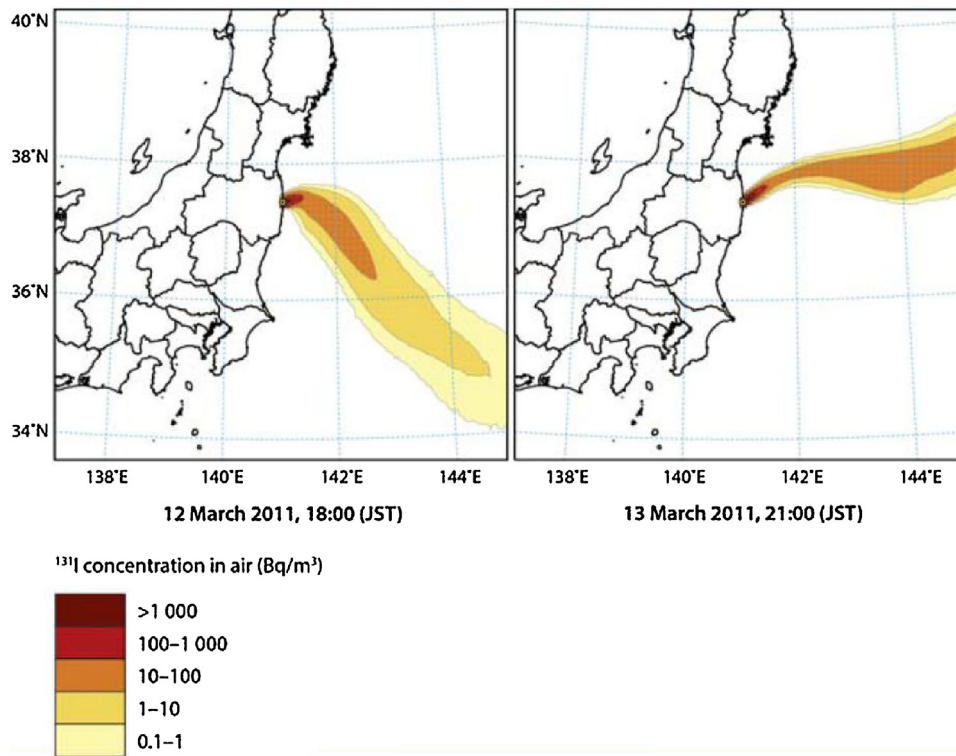 40°N
38°N
36°N
34°N
138°E 140°E 142°E 144°E
138°E 140°E 142°E 144°E
12 March 2011, 18:00 (JST)
13 March 2011, 21:00 (JST)
¹³¹I concentration in air (Bq/m³)
>1 000
100–1 000
10–100
1–10
0.1–1